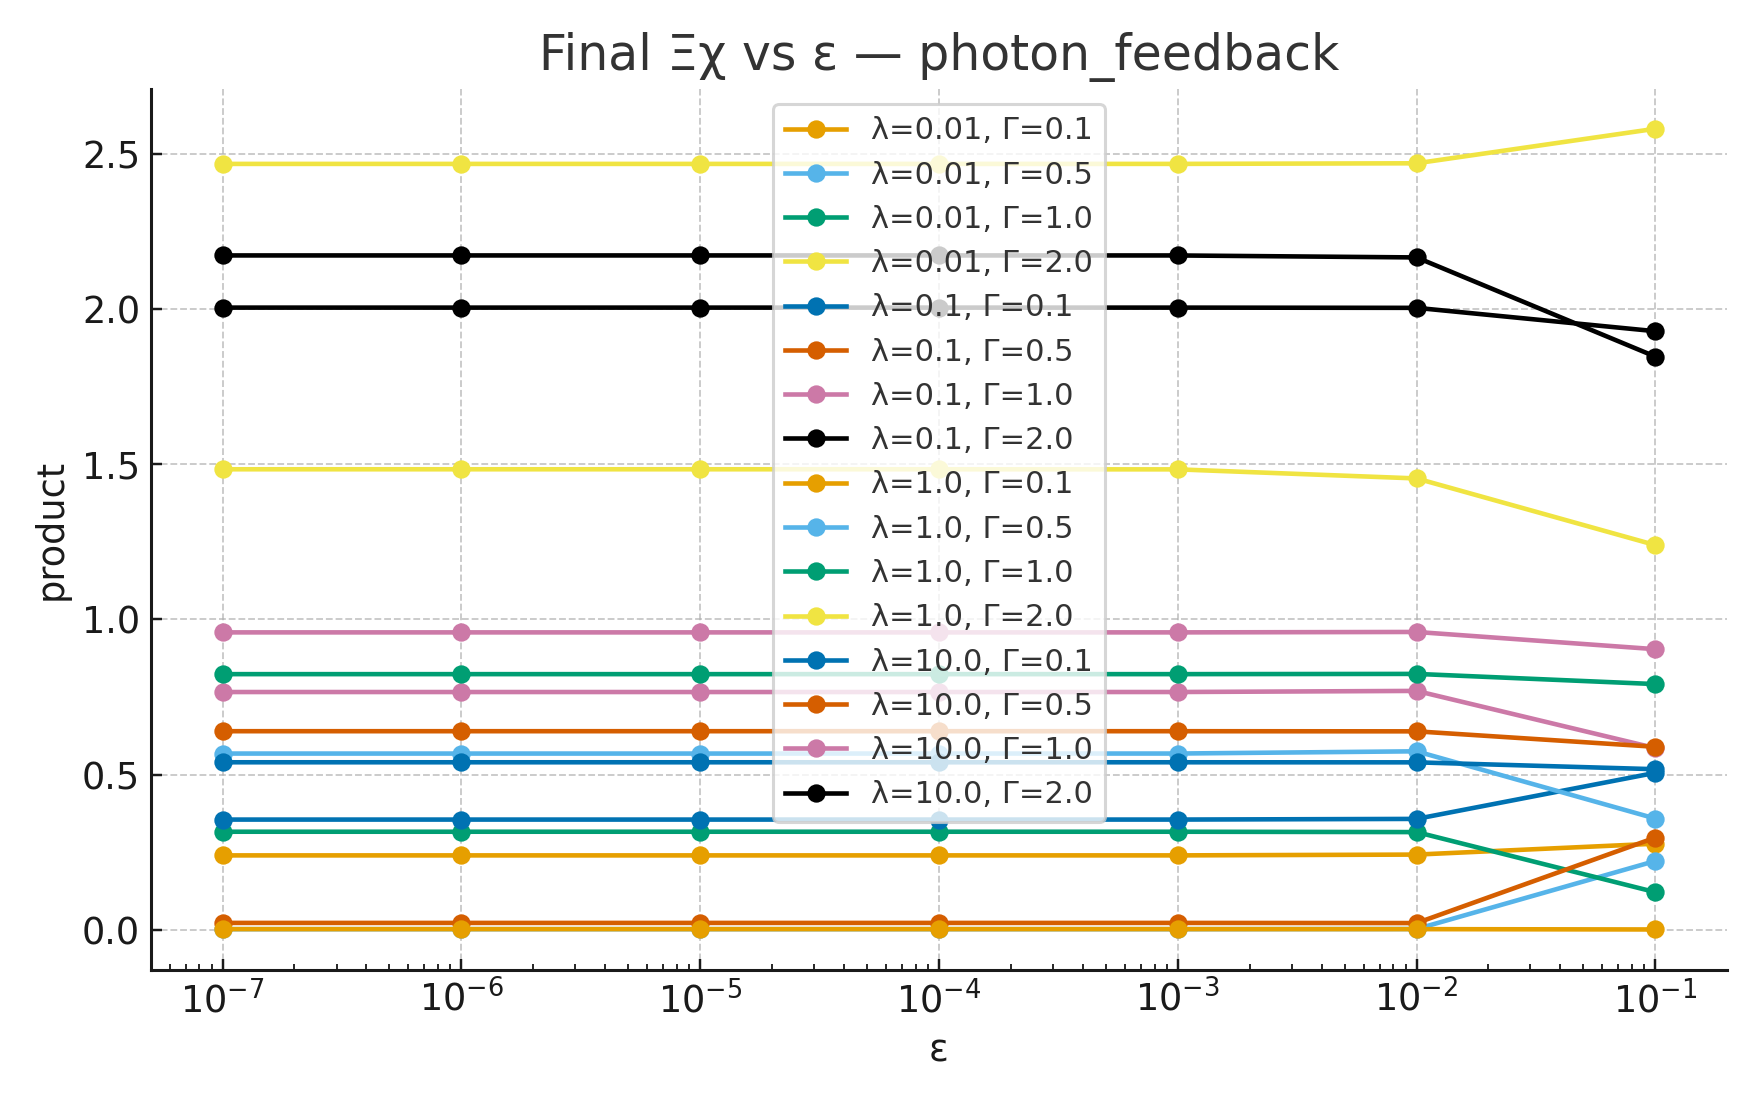 Final Ξχ vs ε — photon_feedback
product
2.5
2.0
1.5
1.0
0.5
0.0
λ=0.01, Γ=0.1
λ=0.01, Γ=0.5
λ=0.01, Γ=1.0
λ=0.01, Γ=2.0
λ=0.1, Γ=0.1
λ=0.1, Γ=0.5
λ=0.1, Γ=1.0
λ=0.1, Γ=2.0
λ=1.0, Γ=0.1
λ=1.0, Γ=0.5
λ=1.0, Γ=1.0
λ=1.0, Γ=2.0
λ=10.0, Γ=0.1
λ=10.0, Γ=0.5
λ=10.0, Γ=1.0
λ=10.0, Γ=2.0
10⁻⁷ 10⁻⁶ 10⁻⁵ 10⁻⁴ 10⁻³ 10⁻² 10⁻¹
ε